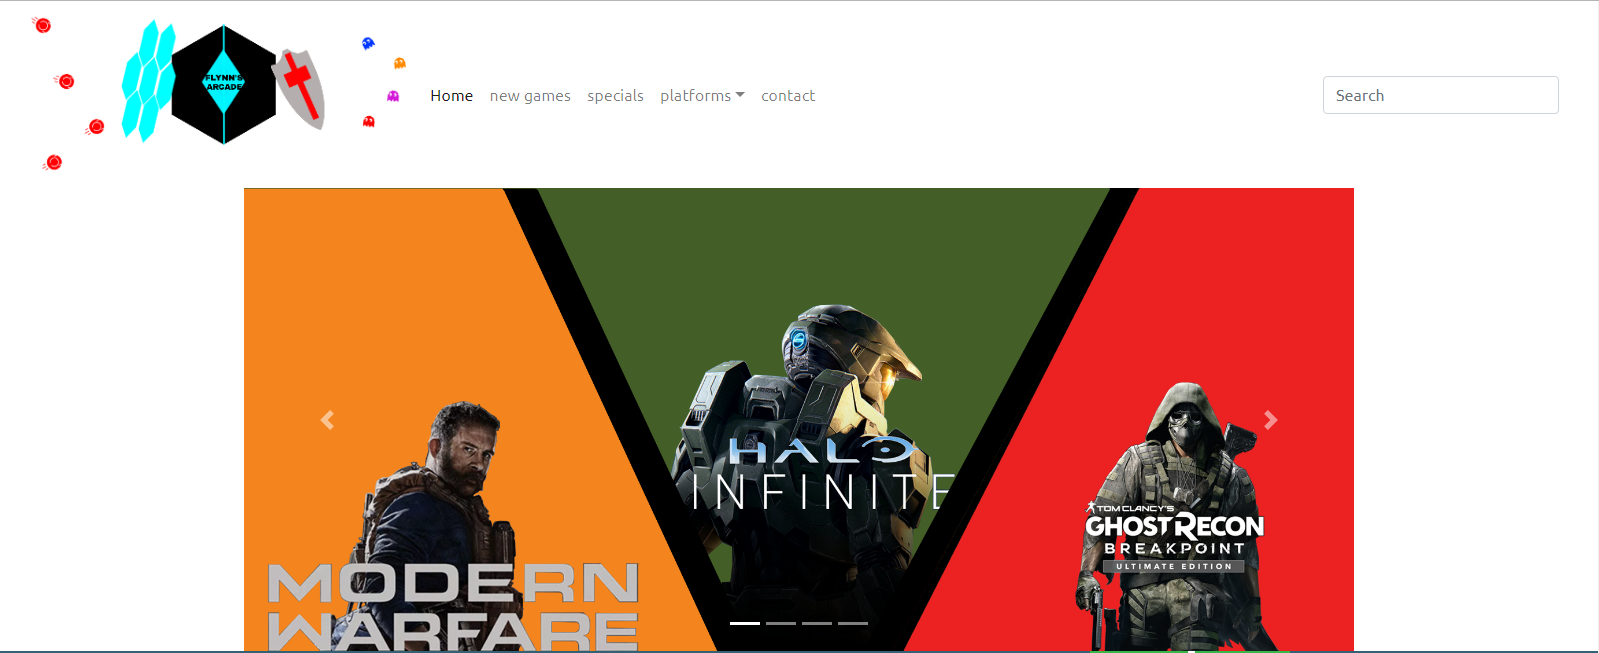 FLYNN'S
ARCADE
Home new games specials platforms contact
Search
HALO
INFINITE
MODERN
WARFARE
TOM CLANCY'S
GHOST RECON
BREAKPOINT
ULTIMATE EDITION